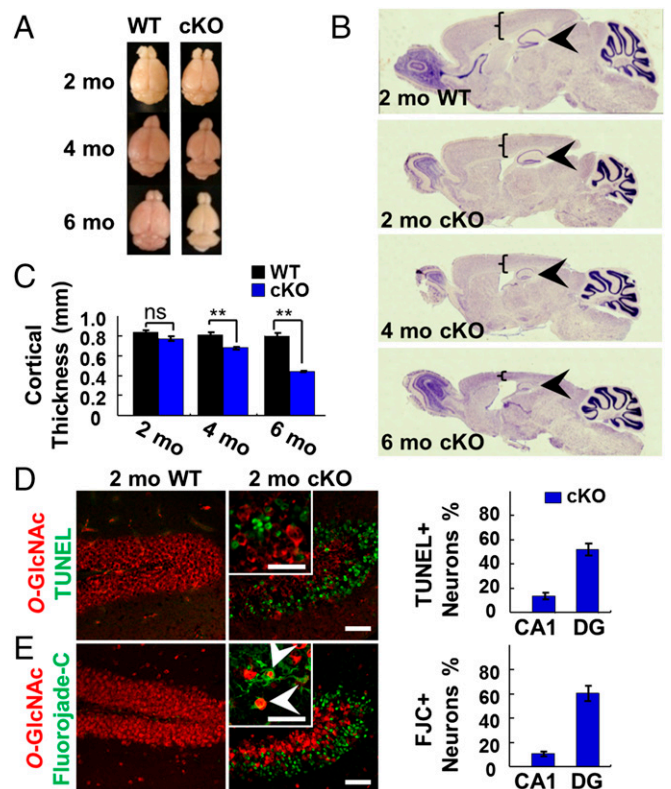 A
WT cKO
2 mo
4 mo
6 mo
B
2 mo WT
2 mo cKO
4 mo cKO
6 mo cKO
C
WT
cKO
Cortical
Thickness (mm)
1.0
0.8
0.6
0.4
0.2
0
ns ** **
2 mo 4 mo 6 mo
D
2 mo WT 2 mo cKO
O-GlcNAc
TUNEL
cKO
TUNEL+
Neurons %
80
60
40
20
0
CA1 DG
E
O-GlcNAc
Fluorojade-C
FJC+
Neurons %
80
60
40
20
0
CA1 DG